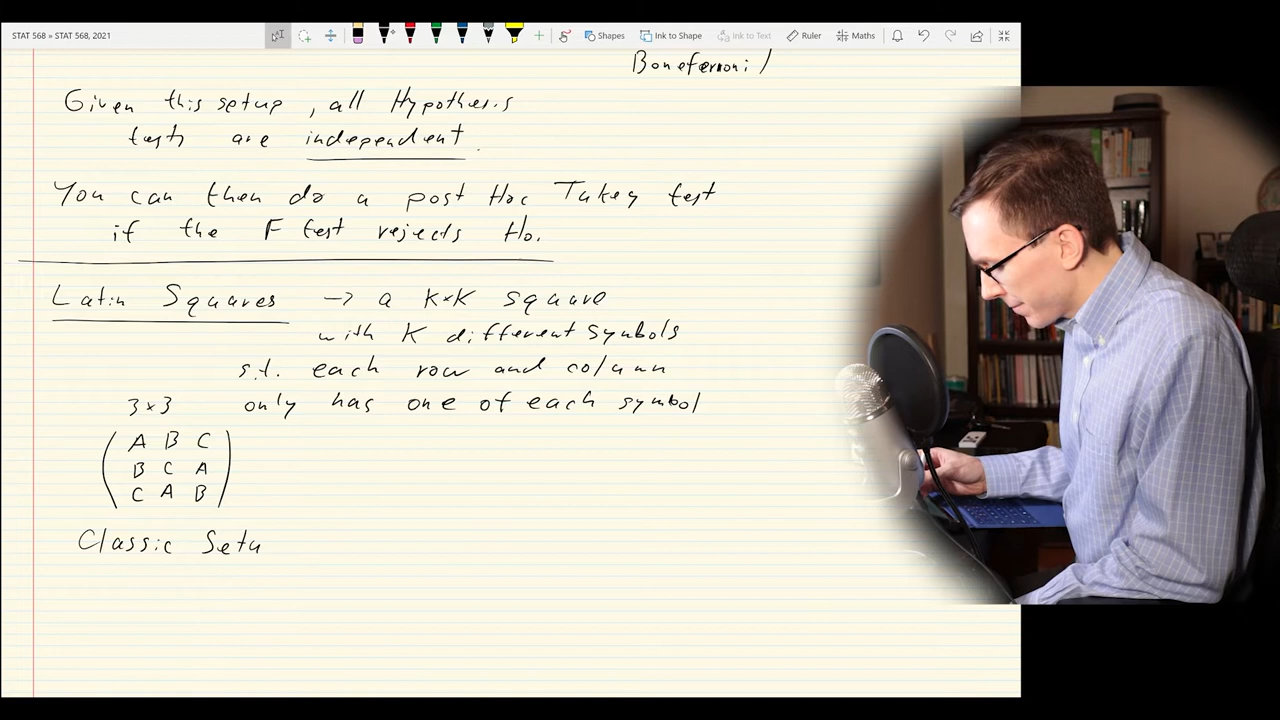 STAT 568 » STAT 568, 2021
Shapes
Ink to Shape
Ink to Text
Ruler
Maths
Boneferroni /
Given this setup, all Hypothesis
tests are independent.
You can then do a post Hoc Tukey test
if the F test rejects Ho.
Latin Squares → a K×K square
with K different symbols
s.t. each row and column
3×3 only has one of each symbol
A B C
B C A
C A B
Classic Setu